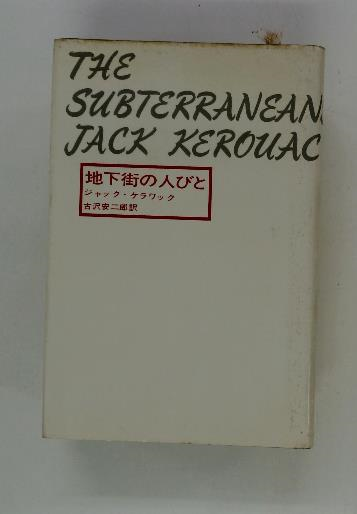 THE
SUBTERRANEAN
JACK KEROUAC
地下街の人びと
ジャック・ケラワック
古沢安二郎訳